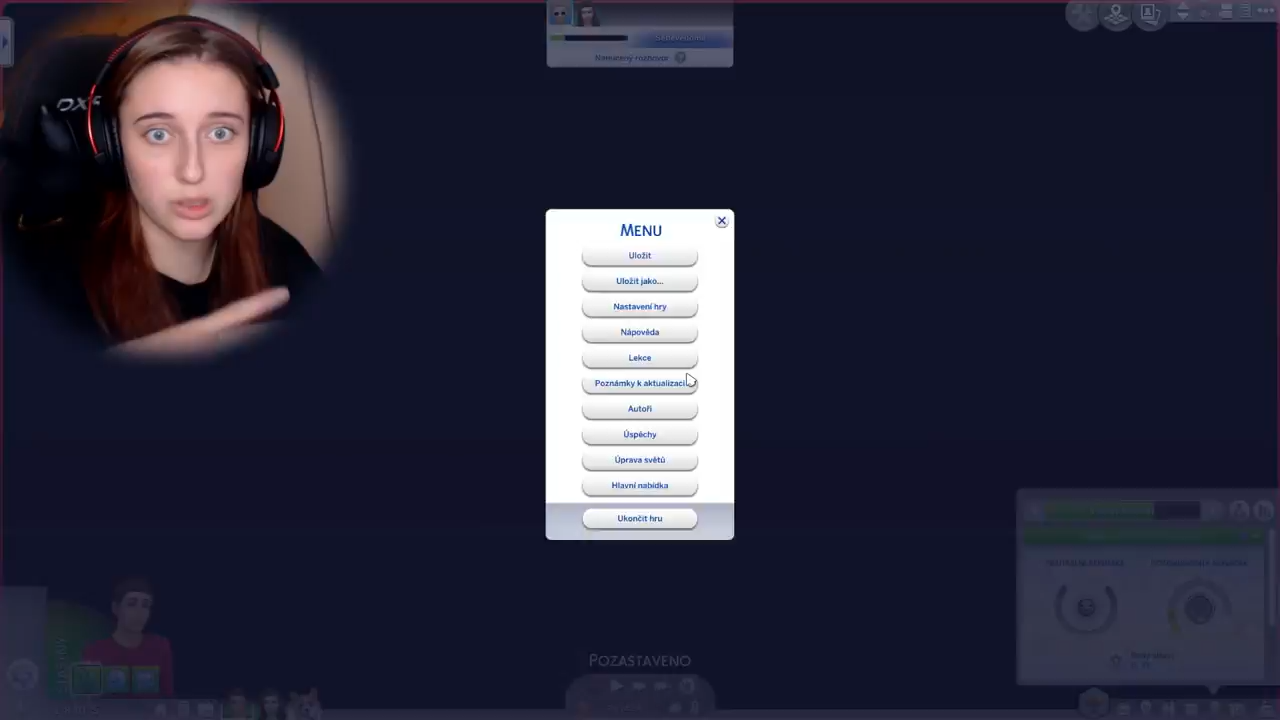 Menu
Uložit
Uložit jako...
Nastavení hry
Nápověda
Lekce
Poznámky k aktualizaci
Autoři
Úspěchy
Úprava světů
Hlavní nabídka
Ukončit hru
Pozastaveno